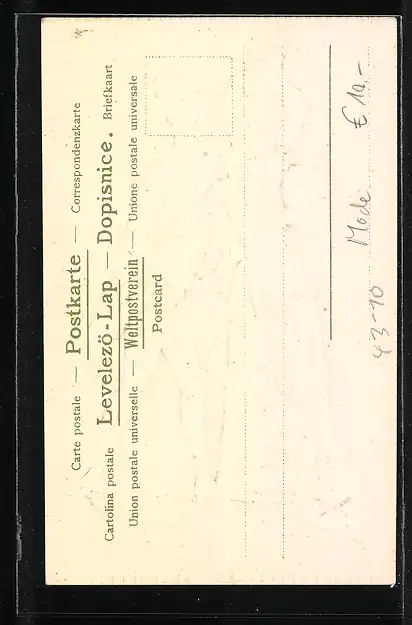 Carte postale — Postkarte — Correspondenzkarte
Cartolina postale Levelezö-Lap — Dopisnice. Briefkaart
Union postale universelle — Weltpostverein — Unione postale universale
Postcard
43-10 Mode € 10,-